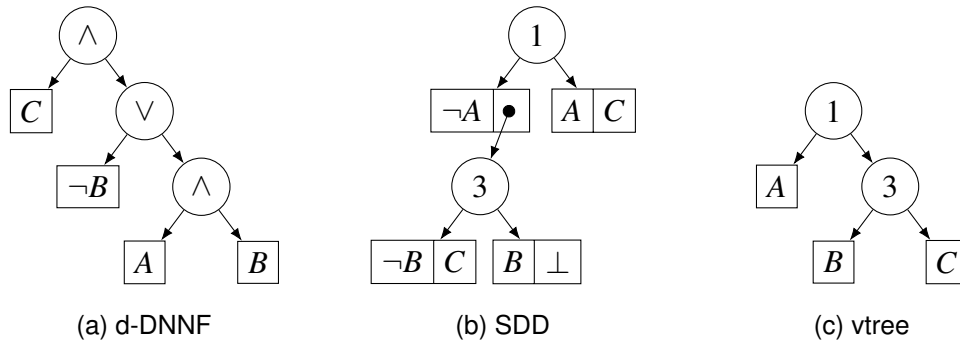 ∧ 1
C ∨ ¬A A C 1
¬B ∧ 3 A 3
A B ¬B C B ⊥ B C
(a) d-DNNF (b) SDD (c) vtree